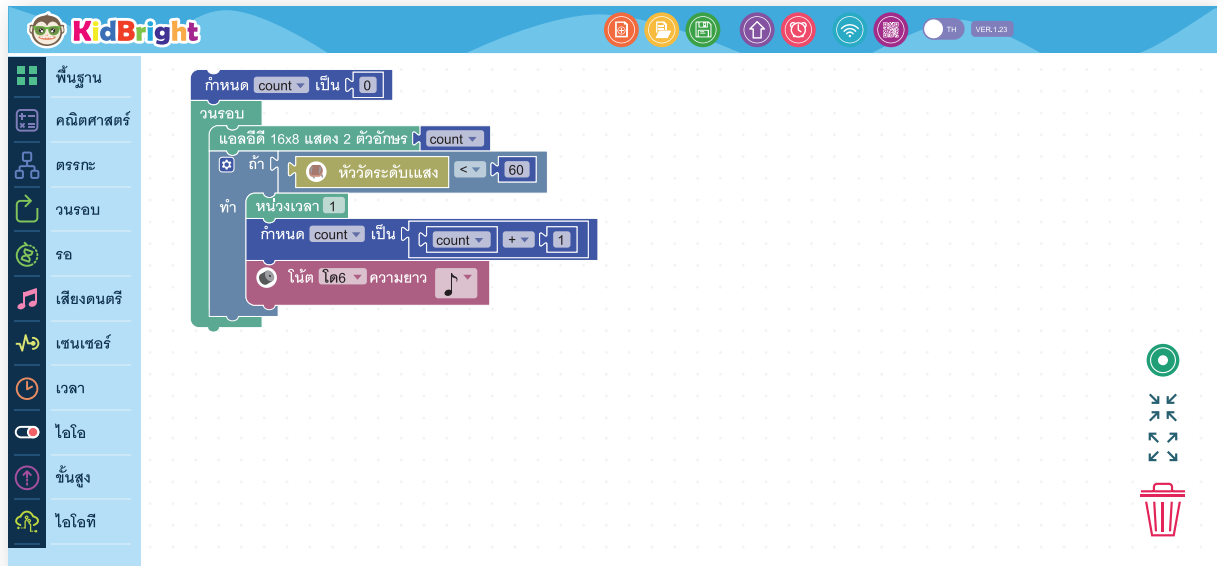 KidBright
TH
VER.1.23
พื้นฐาน
คณิตศาสตร์
ตรรกะ
วนรอบ
รอ
เสียงดนตรี
เซนเซอร์
เวลา
ไอโอ
ขั้นสูง
ไอโอที
กำหนด count เป็น 0
วนรอบ
แอลอีดี 16x8 แสดง 2 ตัวอักษร count
ถ้า หัววัดระดับแสง < 60
ทำ หน่วงเวลา 1
กำหนด count เป็น count + 1
โน้ต โด6 ความยาว